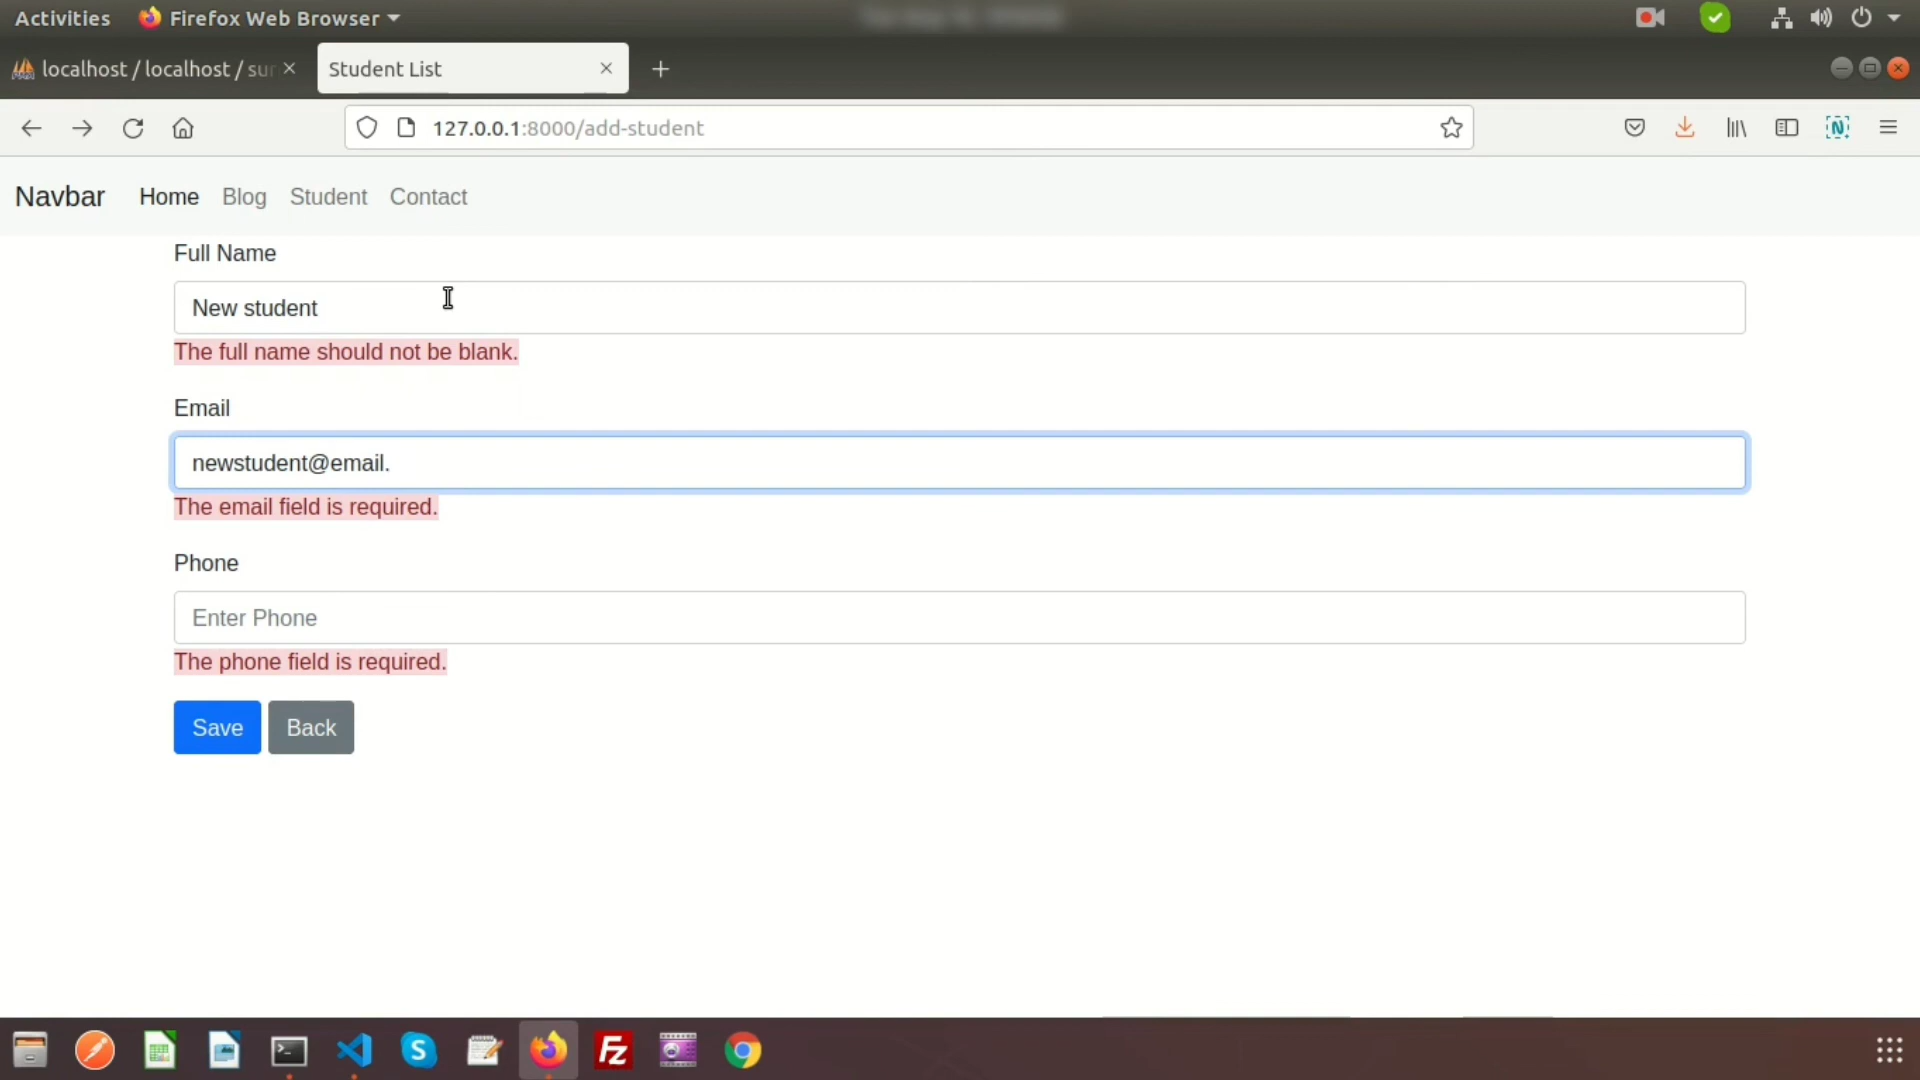 Activities Firefox Web Browser
localhost / localhost / sur Student List
127.0.0.1:8000/add-student
Navbar Home Blog Student Contact
Full Name
New student
The full name should not be blank.
Email
newstudent@email.
The email field is required.
Phone
Enter Phone
The phone field is required.
Save Back